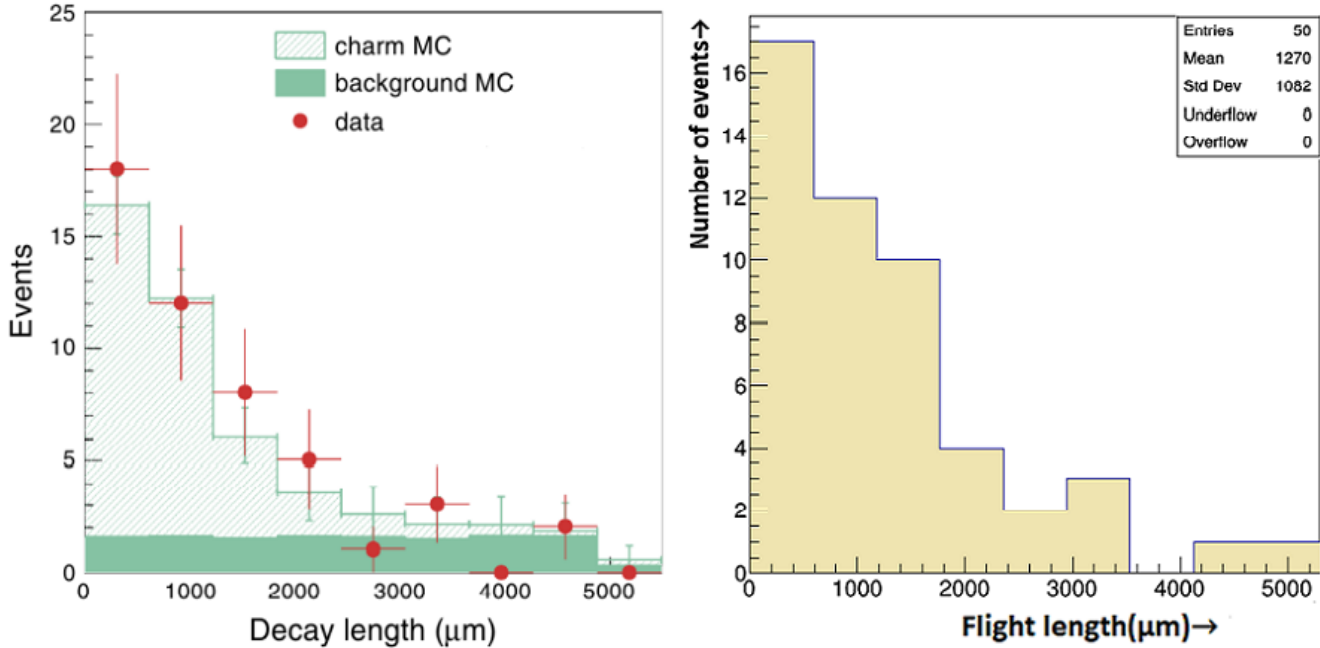 25
20
15
10
5
0
Events
charm MC
background MC
data
0 1000 2000 3000 4000 5000
Decay length (μm)
Number of events→
16
14
12
10
8
6
4
2
0
Entries 50
Mean 1270
Std Dev 1082
Underflow 0
Overflow 0
0 1000 2000 3000 4000 5000
Flight length(μm)→